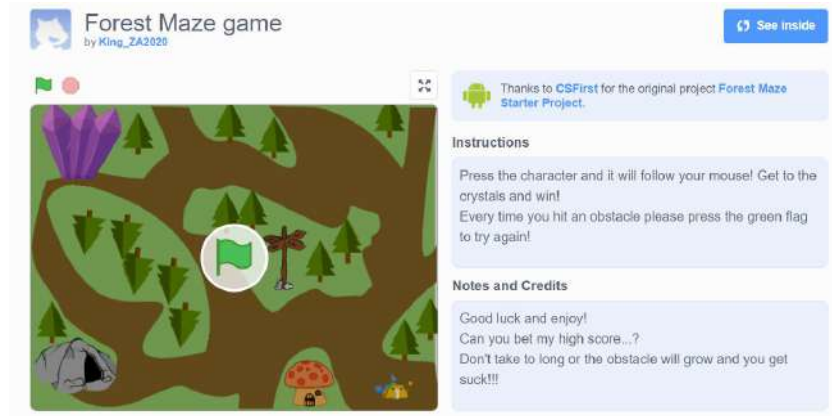 Forest Maze game
by King_ZA2020
See inside
Thanks to CSFirst for the original project Forest Maze
Starter Project.
Instructions
Press the character and it will follow your mouse! Get to the
crystals and win!
Every time you hit an obstacle please press the green flag
to try again!
Notes and Credits
Good luck and enjoy!
Can you bet my high score...?
Don't take to long or the obstacle will grow and you get
suck!!!